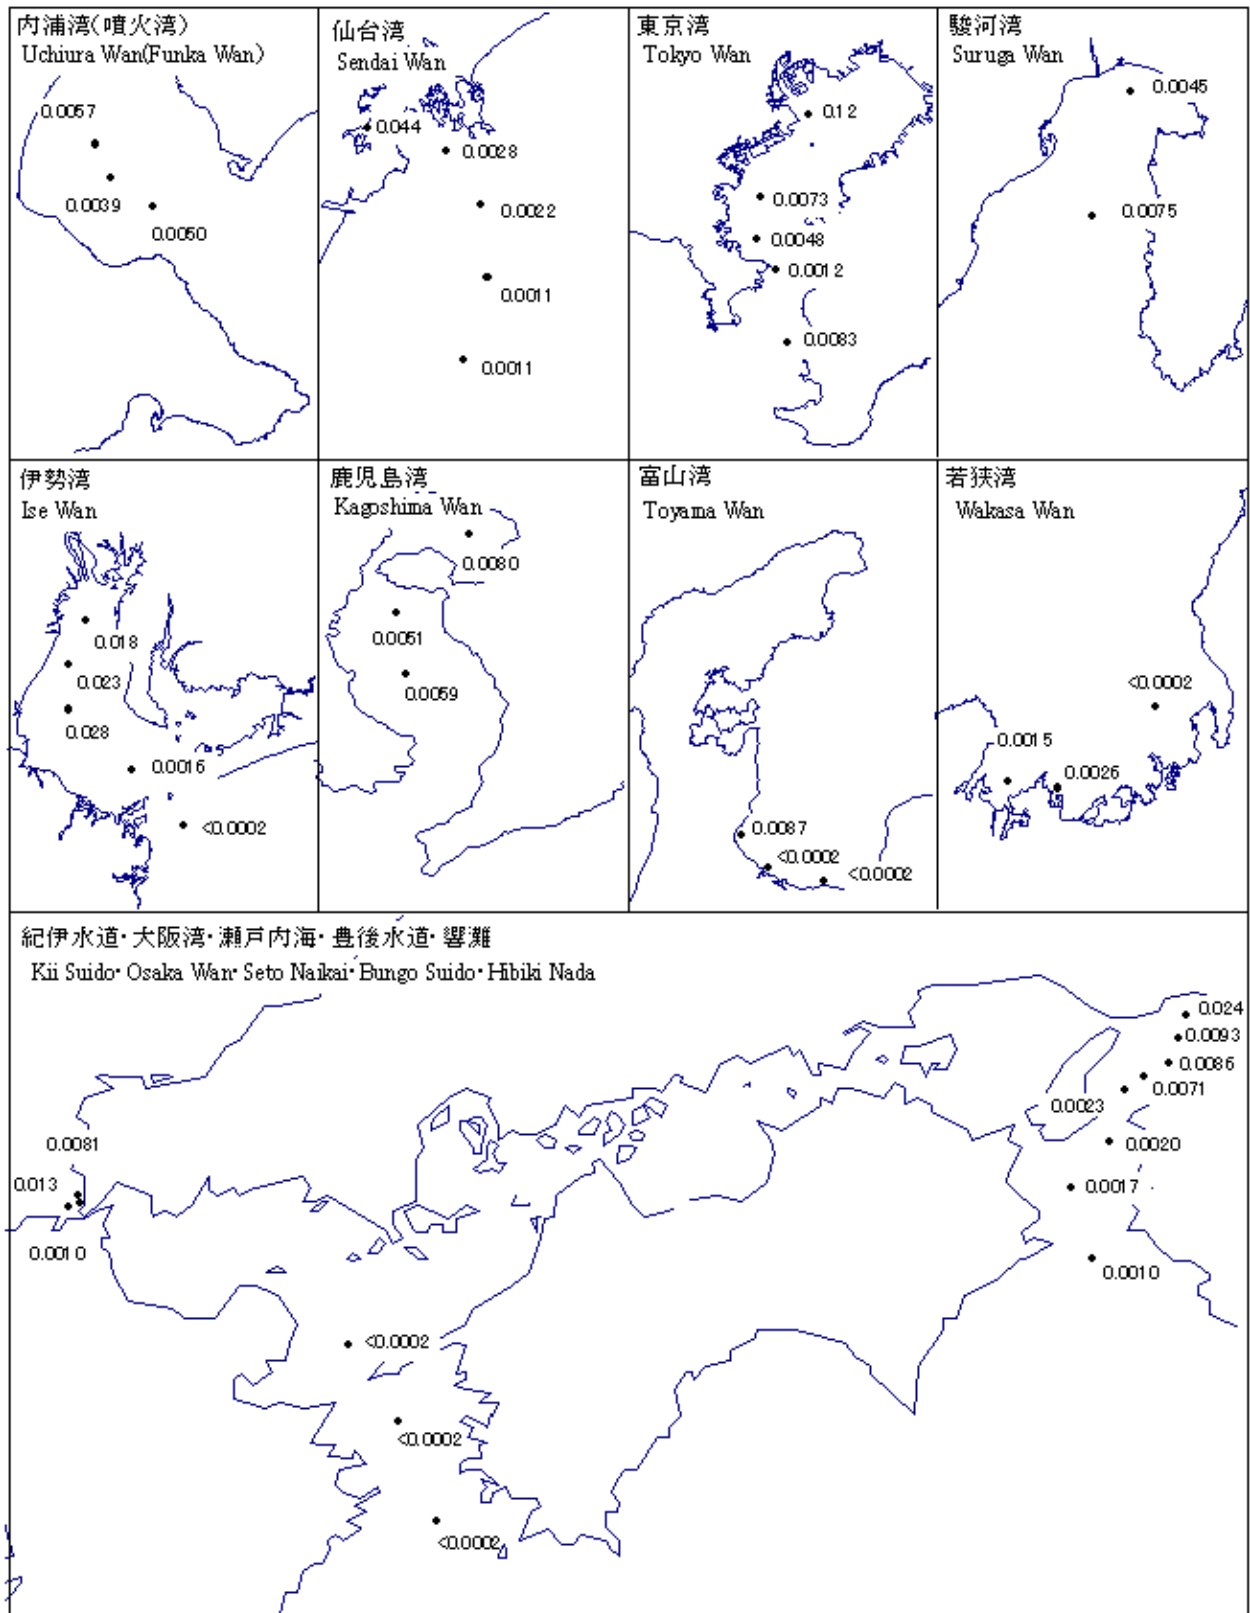 内浦湾(噴火湾)
Uchiura Wan(Funka Wan)
0.0057
0.0039
0.0050
仙台湾
Sendai Wan
0.044
0.0028
0.0022
0.0011
0.0011
東京湾
Tokyo Wan
0.12
0.0073
0.0048
0.0012
0.0083
駿河湾
Suruga Wan
0.0045
0.0075
伊勢湾
Ise Wan
0.018
0.023
0.028
0.0016
<0.0002
鹿児島湾
Kagoshima Wan
0.0080
0.0051
0.0059
富山湾
Toyama Wan
0.0087
<0.0002
<0.0002
若狭湾
Wakasa Wan
<0.0002
0.0015
0.0026
紀伊水道・大阪湾・瀬戸内海・豊後水道・響灘
Kii Suido・Osaka Wan・Seto Naikai・Bungo Suido・Hibiki Nada
0.024
0.0093
0.0086
0.0071
0.0023
0.0020
0.0017
0.0010
0.0081
0.013
0.0010
<0.0002
<0.0002
<0.0002